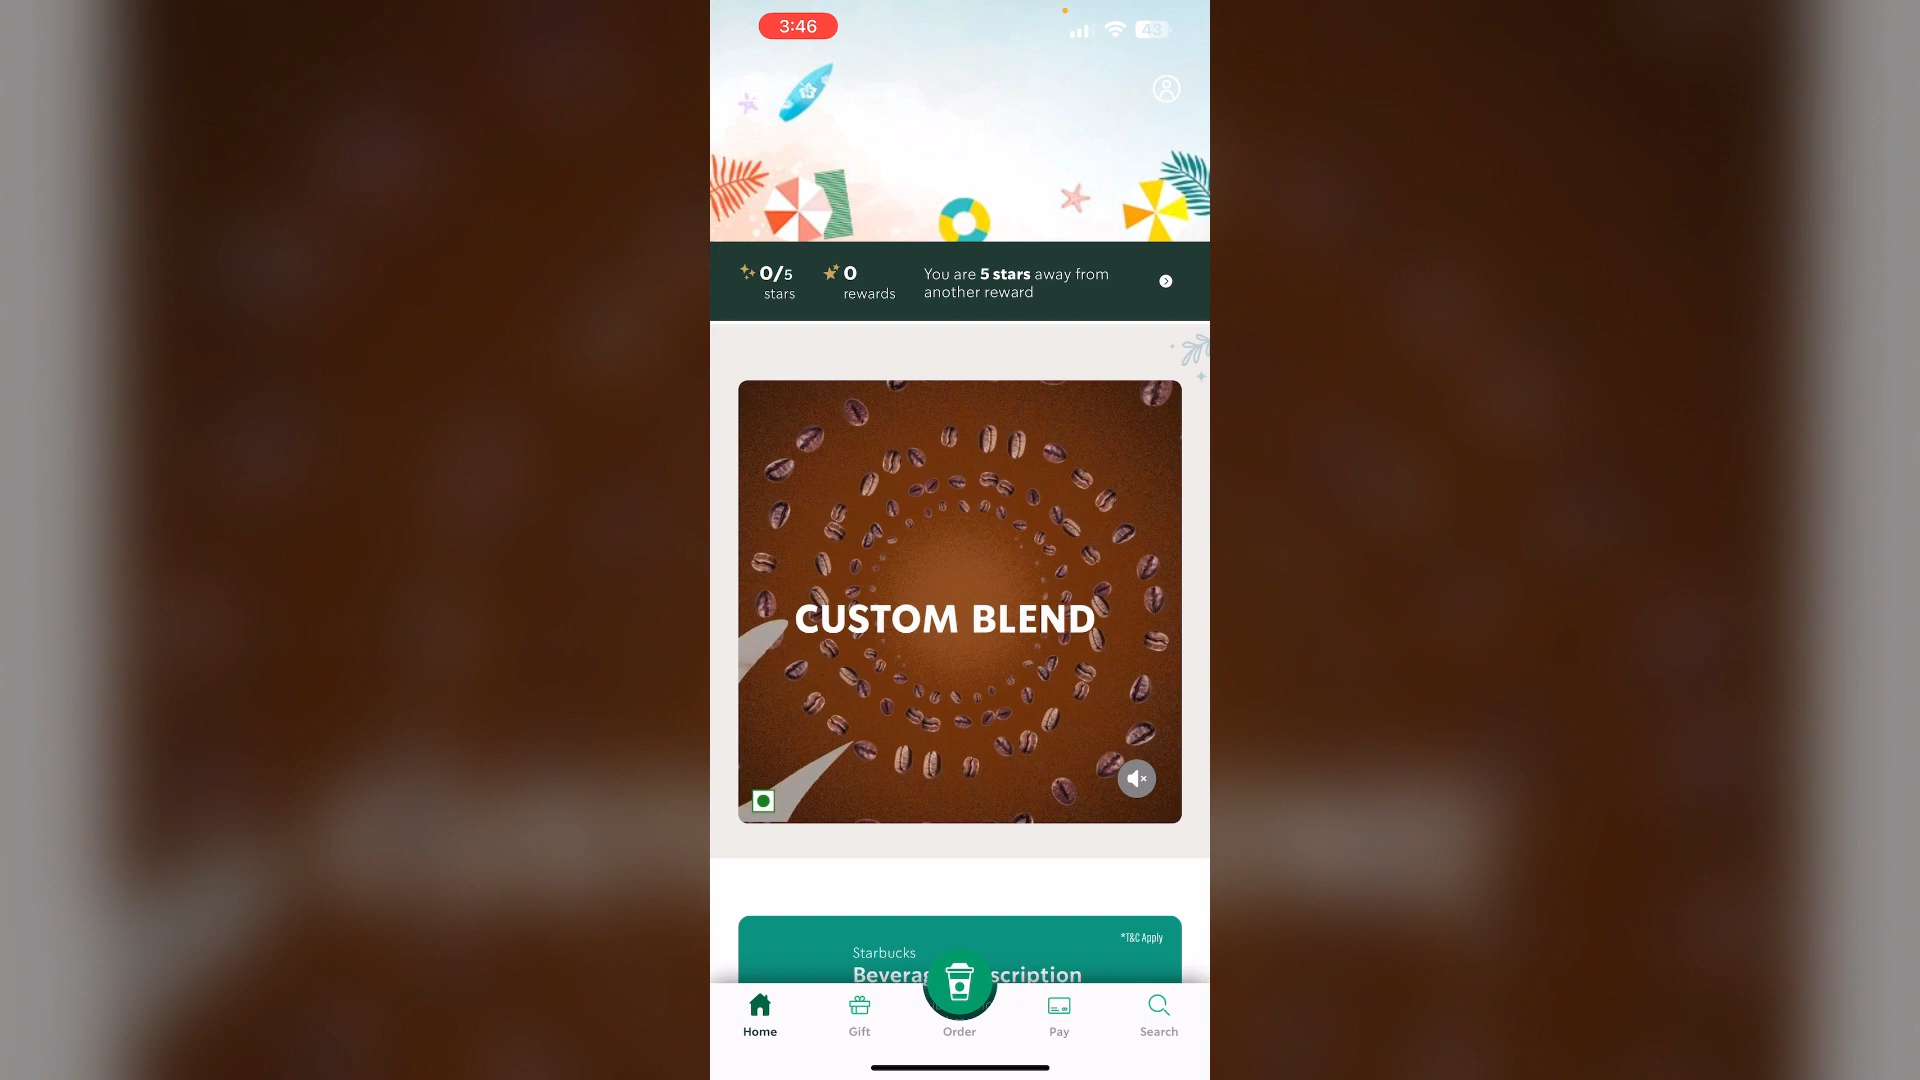 3:46
43
0/5
stars
0
rewards
You are 5 stars away from
another reward
CUSTOM BLEND
*T&C Apply
Starbucks
Beverag scription
Home
Gift
Order
Pay
Search